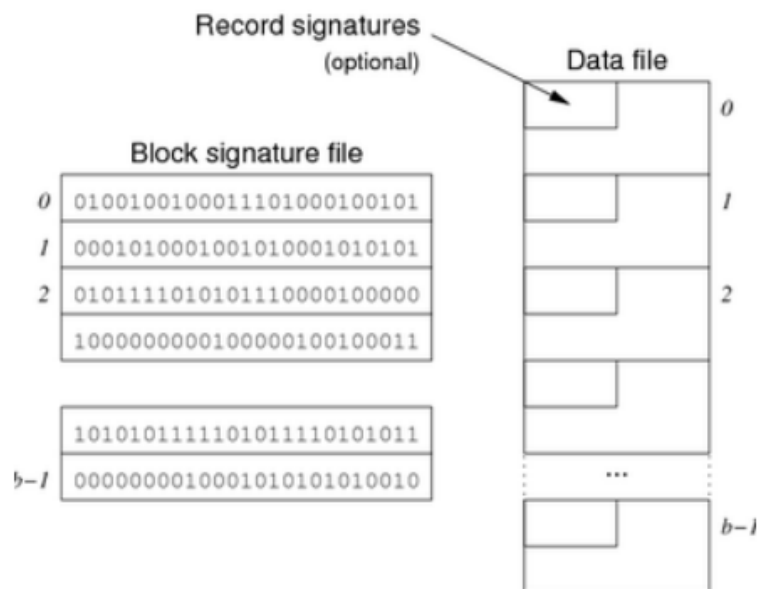 Record signatures
(optional)
Data file
0
Block signature file
0 0100100100011101000100101
1
1 0001010001001010001010101
2 0101111010101110000100000
2
1000000000100000100100011
1010101111101011110101011
...
b-1 0000000010001010101010010
b-1